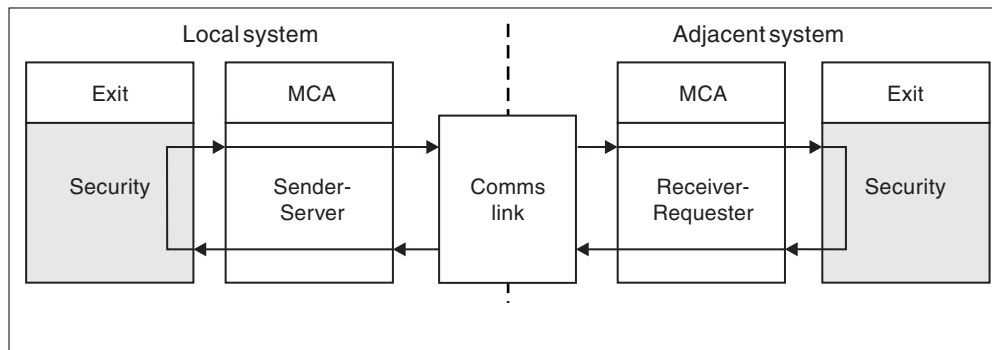 Local system
Adjacent system
Exit
MCA
MCA
Exit
Security
Sender-
Server
Comms
link
Receiver-
Requester
Security